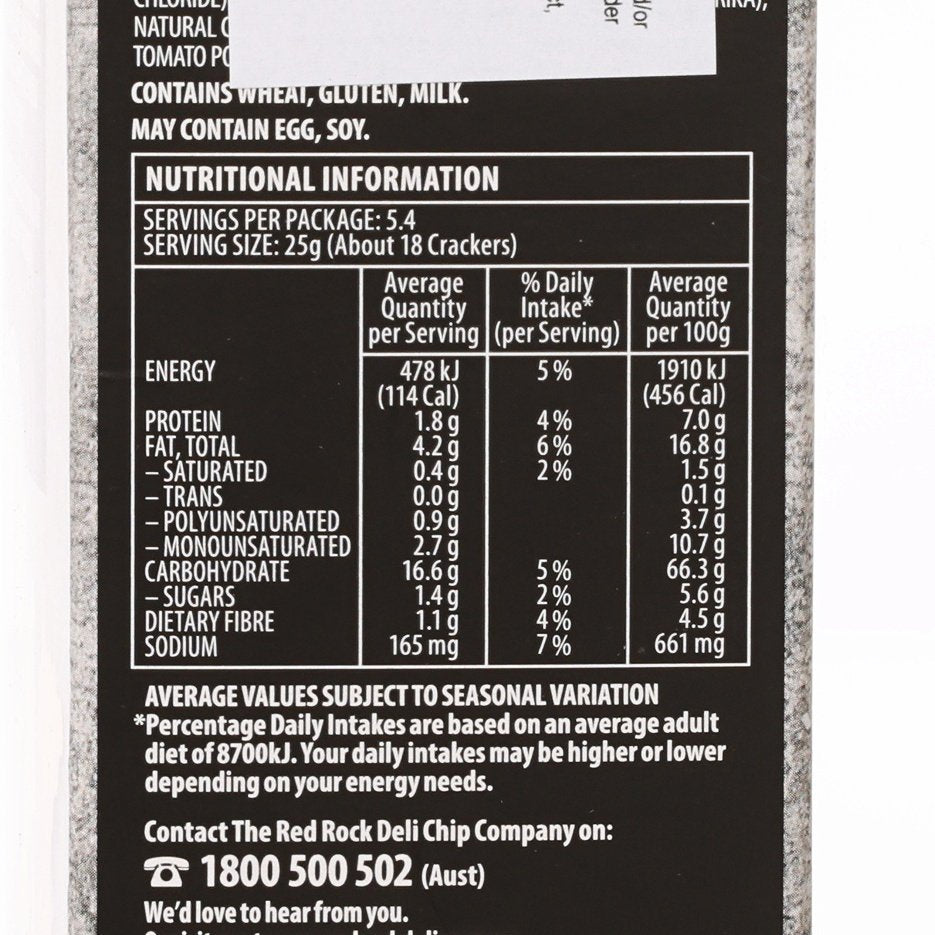 CHLORIDE)
NATURAL
TOMATO
d/or
der
CONTAINS WHEAT, GLUTEN, MILK.
MAY CONTAIN EGG, SOY.
NUTRITIONAL INFORMATION
SERVINGS PER PACKAGE: 5.4
SERVING SIZE: 25g (About 18 Crackers)
Average Quantity per Serving % Daily Intake* (per Serving) Average Quantity per 100g
ENERGY 478 kJ 5 % 1910 kJ
(114 Cal) (456 Cal)
PROTEIN 1.8 g 4 % 7.0 g
FAT, TOTAL 4.2 g 6 % 16.8 g
– SATURATED 0.4 g 2 % 1.5 g
– TRANS 0.0 g 0.1 g
– POLYUNSATURATED 0.9 g 3.7 g
– MONOUNSATURATED 2.7 g 10.7 g
CARBOHYDRATE 16.6 g 5 % 66.3 g
– SUGARS 1.4 g 2 % 5.6 g
DIETARY FIBRE 1.1 g 4 % 4.5 g
SODIUM 165 mg 7 % 661 mg
AVERAGE VALUES SUBJECT TO SEASONAL VARIATION
*Percentage Daily Intakes are based on an average adult
diet of 8700kJ. Your daily intakes may be higher or lower
depending on your energy needs.
Contact The Red Rock Deli Chip Company on:
☎ 1800 500 502 (Aust)
We'd love to hear from you.